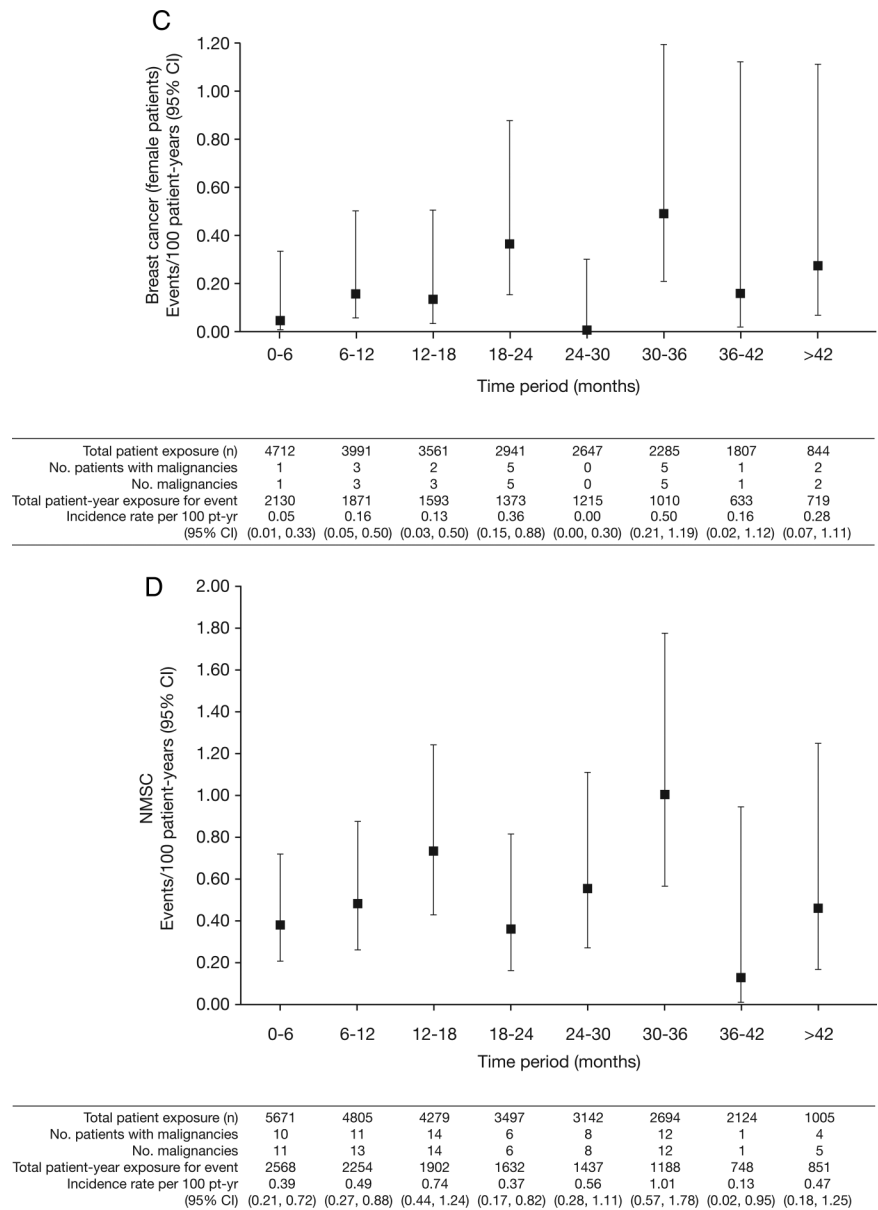 C
Breast cancer (female patients)
Events/100 patient-years (95% CI)
1.20
1.00
0.80
0.60
0.40
0.20
0.00
0-6 6-12 12-18 18-24 24-30 30-36 36-42 >42
Time period (months)
Total patient exposure (n) 4712 3991 3561 2941 2647 2285 1807 844
No. patients with malignancies 1 3 2 5 0 5 1 2
No. malignancies 1 3 3 5 0 5 1 2
Total patient-year exposure for event 2130 1871 1593 1373 1215 1010 633 719
Incidence rate per 100 pt-yr 0.05 0.16 0.13 0.36 0.00 0.50 0.16 0.28
(95% CI) (0.01, 0.33) (0.05, 0.50) (0.03, 0.50) (0.15, 0.88) (0.00, 0.30) (0.21, 1.19) (0.02, 1.12) (0.07, 1.11)
D
NMSC
Events/100 patient-years (95% CI)
2.00
1.80
1.60
1.40
1.20
1.00
0.80
0.60
0.40
0.20
0.00
0-6 6-12 12-18 18-24 24-30 30-36 36-42 >42
Time period (months)
Total patient exposure (n) 5671 4805 4279 3497 3142 2694 2124 1005
No. patients with malignancies 10 11 14 6 8 12 1 4
No. malignancies 11 13 14 6 8 12 1 5
Total patient-year exposure for event 2568 2254 1902 1632 1437 1188 748 851
Incidence rate per 100 pt-yr 0.39 0.49 0.74 0.37 0.56 1.01 0.13 0.47
(95% CI) (0.21, 0.72) (0.27, 0.88) (0.44, 1.24) (0.17, 0.82) (0.28, 1.11) (0.57, 1.78) (0.02, 0.95) (0.18, 1.25)